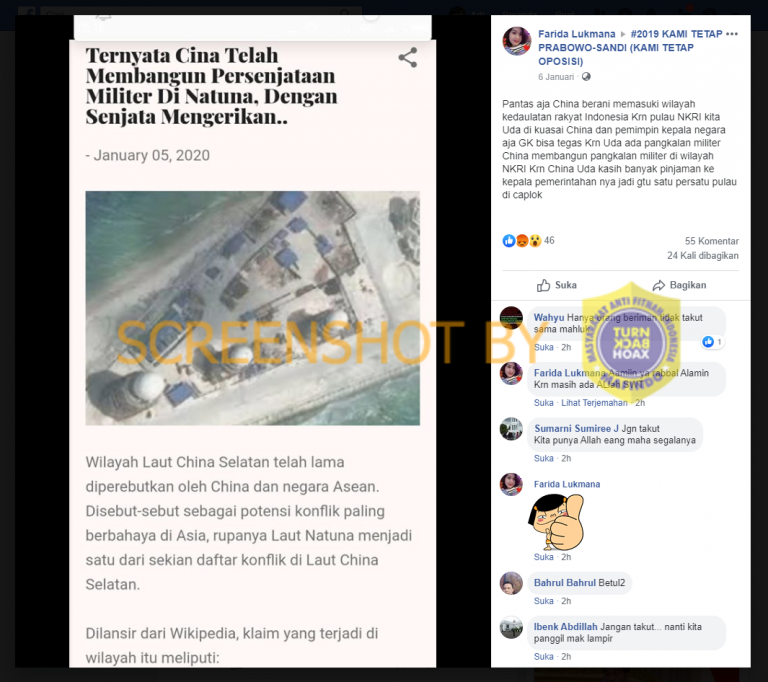 Ternyata Cina Telah
Membangun Persenjataan
Militer Di Natuna, Dengan
Senjata Mengerikan..
- January 05, 2020
Wilayah Laut China Selatan telah lama
diperebutkan oleh China dan negara Asean.
Disebut-sebut sebagai potensi konflik paling
berbahaya di Asia, rupanya Laut Natuna menjadi
satu dari sekian daftar konflik di Laut China
Selatan.
Dilansir dari Wikipedia, klaim yang terjadi di
wilayah itu meliputi:
SCREENSHOT BY
TURN
BACK
HOAX
Farida Lukmana ▸ #2019 KAMI TETAP
PRABOWO-SANDI (KAMI TETAP
OPOSISI)
6 Januari ·
Pantas aja China berani memasuki wilayah
kedaulatan rakyat Indonesia Krn pulau NKRI kita
Uda di kuasai China dan pemimpin kepala negara
aja GK bisa tegas Krn Uda ada pangkalan militer
China membangun pangkalan militer di wilayah
NKRI Krn China Uda kasih banyak pinjaman ke
kepala pemerintahan nya jadi gtu satu persatu pulau
di caplok
46
55 Komentar
24 Kali dibagikan
Suka
Bagikan
Wahyu Hanya orang beriman tidak takut
sama mahluk
1
Suka · 2h
Farida Lukmana Aamiin ya rabbal Alamin
Krn masih ada ALlah SWT
Suka · Lihat Terjemahan · 2h
Sumarni Sumiree J Jgn takut
Kita punya Allah eang maha segalanya
Suka · 2h
Farida Lukmana
Suka · 2h
Bahrul Bahrul Betul2
Suka · 2h
Ibenk Abdillah Jangan takut... nanti kita
panggil mak lampir
Suka · 2h